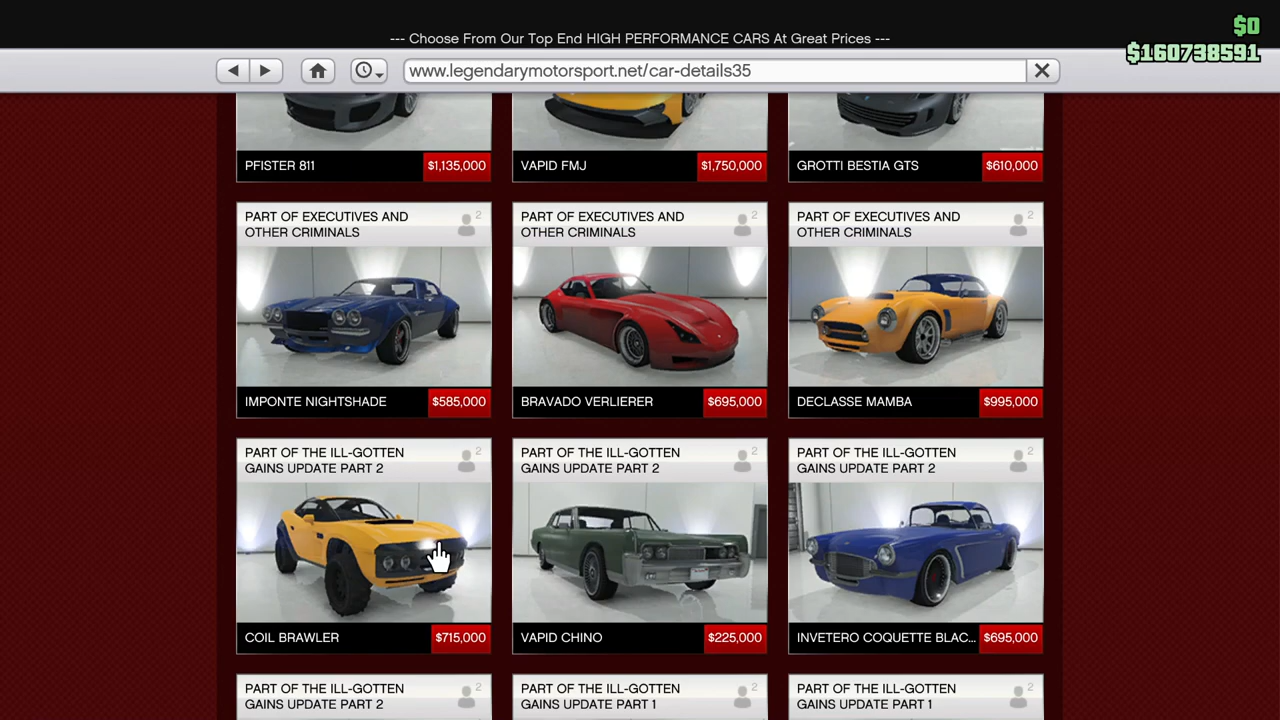 $0
--- Choose From Our Top End HIGH PERFORMANCE CARS At Great Prices ---
$160738591
www.legendarymotorsport.net/car-details35
PFISTER 811 $1,135,000
VAPID FMJ $1,750,000
GROTTI BESTIA GTS $610,000
PART OF EXECUTIVES AND
OTHER CRIMINALS
2
IMPONTE NIGHTSHADE $585,000
PART OF EXECUTIVES AND
OTHER CRIMINALS
2
BRAVADO VERLIERER $695,000
PART OF EXECUTIVES AND
OTHER CRIMINALS
2
DECLASSE MAMBA $995,000
PART OF THE ILL-GOTTEN
GAINS UPDATE PART 2
2
COIL BRAWLER $715,000
PART OF THE ILL-GOTTEN
GAINS UPDATE PART 2
2
VAPID CHINO $225,000
PART OF THE ILL-GOTTEN
GAINS UPDATE PART 2
2
INVETERO COQUETTE BLAC... $695,000
PART OF THE ILL-GOTTEN
GAINS UPDATE PART 2
2
PART OF THE ILL-GOTTEN
GAINS UPDATE PART 1
2
PART OF THE ILL-GOTTEN
GAINS UPDATE PART 1
2